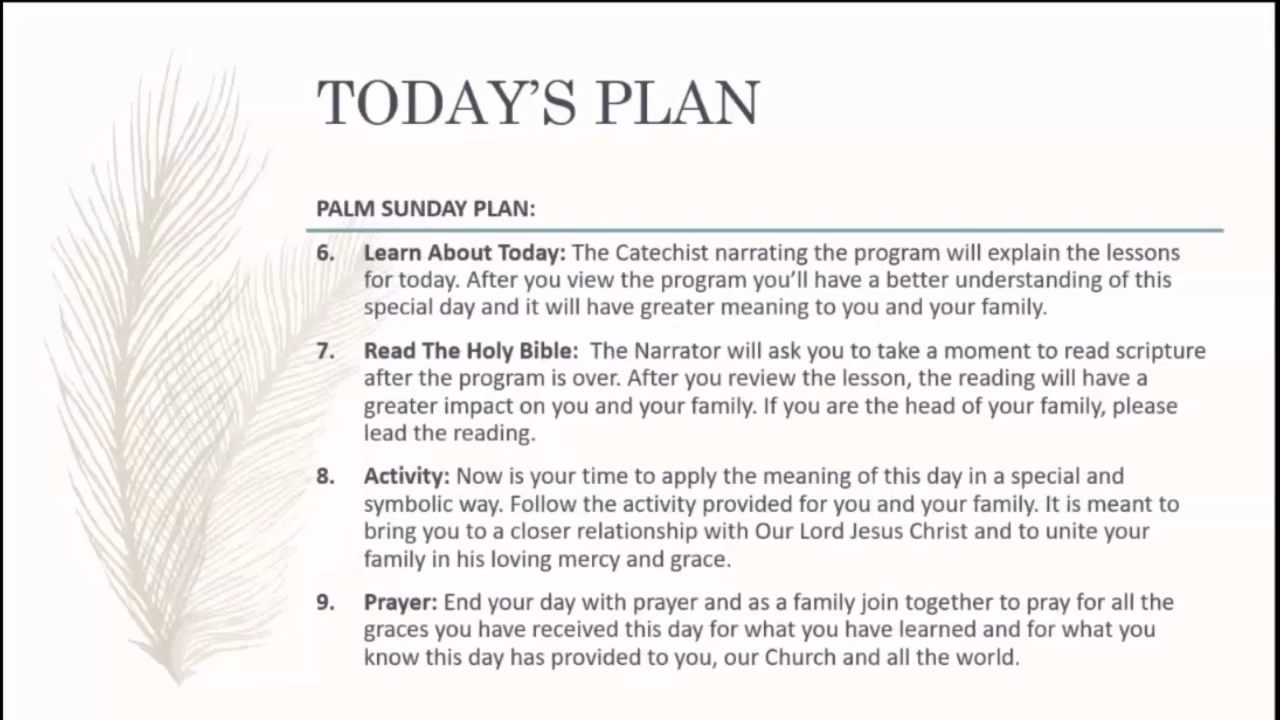 TODAY’S PLAN
PALM SUNDAY PLAN:
6. Learn About Today: The Catechist narrating the program will explain the lessons
for today. After you view the program you’ll have a better understanding of this
special day and it will have greater meaning to you and your family.
7. Read The Holy Bible:  The Narrator will ask you to take a moment to read scripture
after the program is over. After you review the lesson, the reading will have a
greater impact on you and your family. If you are the head of your family, please
lead the reading.
8. Activity: Now is your time to apply the meaning of this day in a special and
symbolic way. Follow the activity provided for you and your family. It is meant to
bring you to a closer relationship with Our Lord Jesus Christ and to unite your
family in his loving mercy and grace.
9. Prayer: End your day with prayer and as a family join together to pray for all the
graces you have received this day for what you have learned and for what you
know this day has provided to you, our Church and all the world.